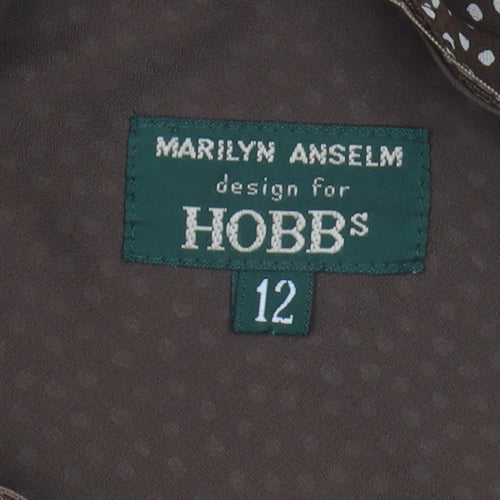 MARILYN ANSELM
design for
HOBBS
12